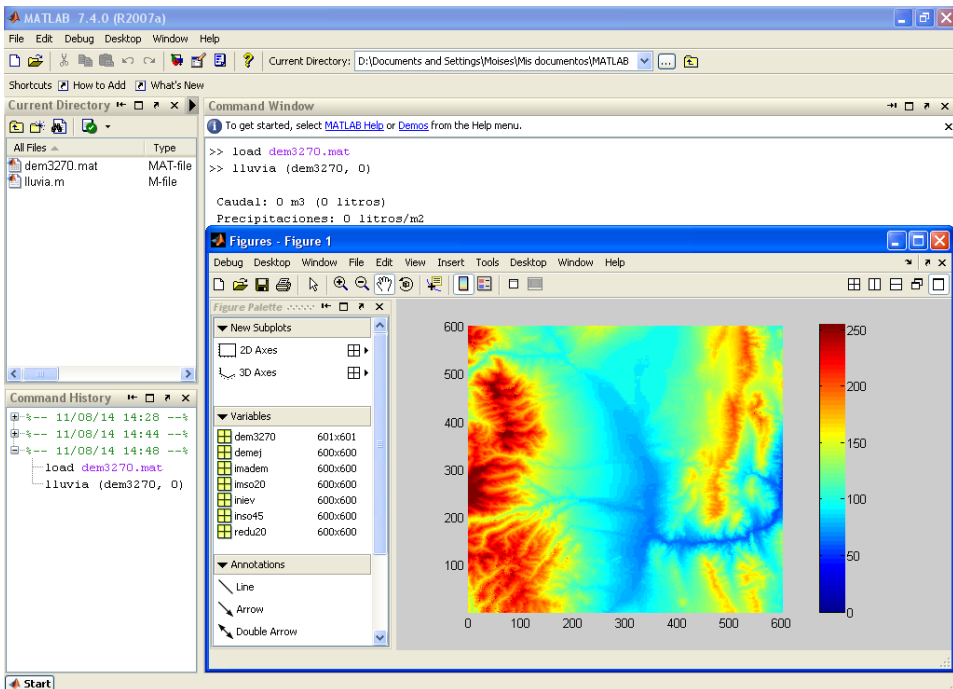 MATLAB 7.4.0 (R2007a)
File Edit Debug Desktop Window Help
Current Directory: D:\Documents and Settings\Moises\Mis documentos\MATLAB
Shortcuts How to Add What's New
Current Directory
All Files Type
dem3270.mat MAT-file
lluvia.m M-file
Command Window
To get started, select MATLAB Help or Demos from the Help menu.
>> load dem3270.mat
>> lluvia (dem3270, 0)
Caudal: 0 m3 (0 litros)
Precipitaciones: 0 litros/m2
Command History
%-- 11/08/14 14:28 --%
%-- 11/08/14 14:44 --%
%-- 11/08/14 14:48 --%
load dem3270.mat
lluvia (dem3270, 0)
Figures - Figure 1
Debug Desktop Window File Edit View Insert Tools Desktop Window Help
Figure Palette
New Subplots
2D Axes
3D Axes
Variables
dem3270 601x601
demej 600x600
imadem 600x600
imso20 600x600
iniev 600x600
inso45 600x600
redu20 600x600
Annotations
Line
Arrow
Double Arrow
600
500
400
300
200
100
0 100 200 300 400 500 600
250
200
150
100
50
0
Start